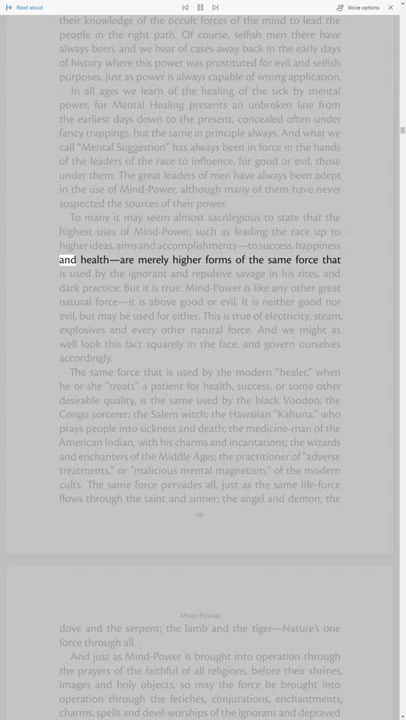 Read aloud
Voice options
their knowledge of the occult forces of the mind to lead the
people in the right path. Of course, selfish men there have
always been, and we hear of cases away back in the early days
of history where this power was prostituted for evil and selfish
purposes, just as power is always capable of wrong application.
In all ages we learn of the healing of the sick by mental
power, for Mental Healing presents an unbroken line from
the earliest days down to the present, concealed often under
fancy trappings, but the same in principle always. And what we
call “Mental Suggestion” has always been in force in the hands
of the leaders of the race to influence, for good or evil, those
under them. The great leaders of men have always been adept
in the use of Mind-Power, although many of them have never
suspected the sources of their power.
To many it may seem almost sacrilegious to state that the
highest uses of Mind-Power, such as leading the race up to
higher ideas, aims and accomplishments—to success, happiness
and health—are merely higher forms of the same force that
is used by the ignorant and repulsive savage in his rites, and
dark practice. But it is true. Mind-Power is like any other great
natural force—it is above good or evil. It is neither good nor
evil, but may be used for either. This is true of electricity, steam,
explosives and every other natural force. And we might as
well look this fact squarely in the face, and govern ourselves
accordingly.
The same force that is used by the modern “healer,” when
he or she “treats” a patient for health, success, or some other
desirable quality, is the same used by the black Voodoo; the
Congo sorcerer; the Salem witch; the Hawaiian “Kahuna,” who
prays people into sickness and death; the medicine-man of the
American Indian, with his charms and incantations; the wizards
and enchanters of the Middle Ages; the practitioner of “adverse
treatments,” or “malicious mental magnetism,” of the modern
cults. The same force pervades all, just as the same life-force
flows through the saint and sinner; the angel and demon; the
Mind-Power
dove and the serpent; the lamb and the tiger—Nature’s one
force through all.
And just as Mind-Power is brought into operation through
the prayers of the faithful of all religions, before their shrines,
images and holy objects, so may the force be brought into
operation through the fetiches, conjurations, enchantments,
charms, spells and devil-worships of the ignorant and depraved